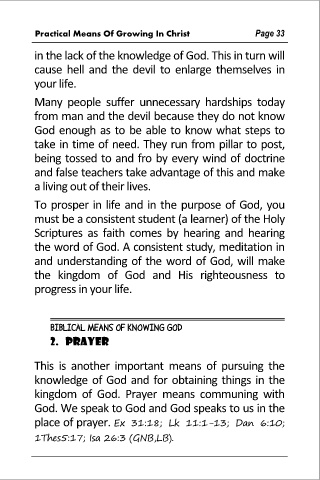 Practical Means Of Growing In Christ Page 33
in the lack of the knowledge of God. This in turn will
cause hell and the devil to enlarge themselves in
your life.
Many people suffer unnecessary hardships today
from man and the devil because they do not know
God enough as to be able to know what steps to
take in time of need. They run from pillar to post,
being tossed to and fro by every wind of doctrine
and false teachers take advantage of this and make
a living out of their lives.
To prosper in life and in the purpose of God, you
must be a consistent student (a learner) of the Holy
Scriptures as faith comes by hearing and hearing
the word of God. A consistent study, meditation in
and understanding of the word of God, will make
the kingdom of God and His righteousness to
progress in your life.
BIBLICAL MEANS OF KNOWING GOD
2. PRAYER
This is another important means of pursuing the
knowledge of God and for obtaining things in the
kingdom of God. Prayer means communing with
God. We speak to God and God speaks to us in the
place of prayer. Ex 31:18; Lk 11:1-13; Dan 6:10;
1Thes5:17; Isa 26:3 (GNB,LB).